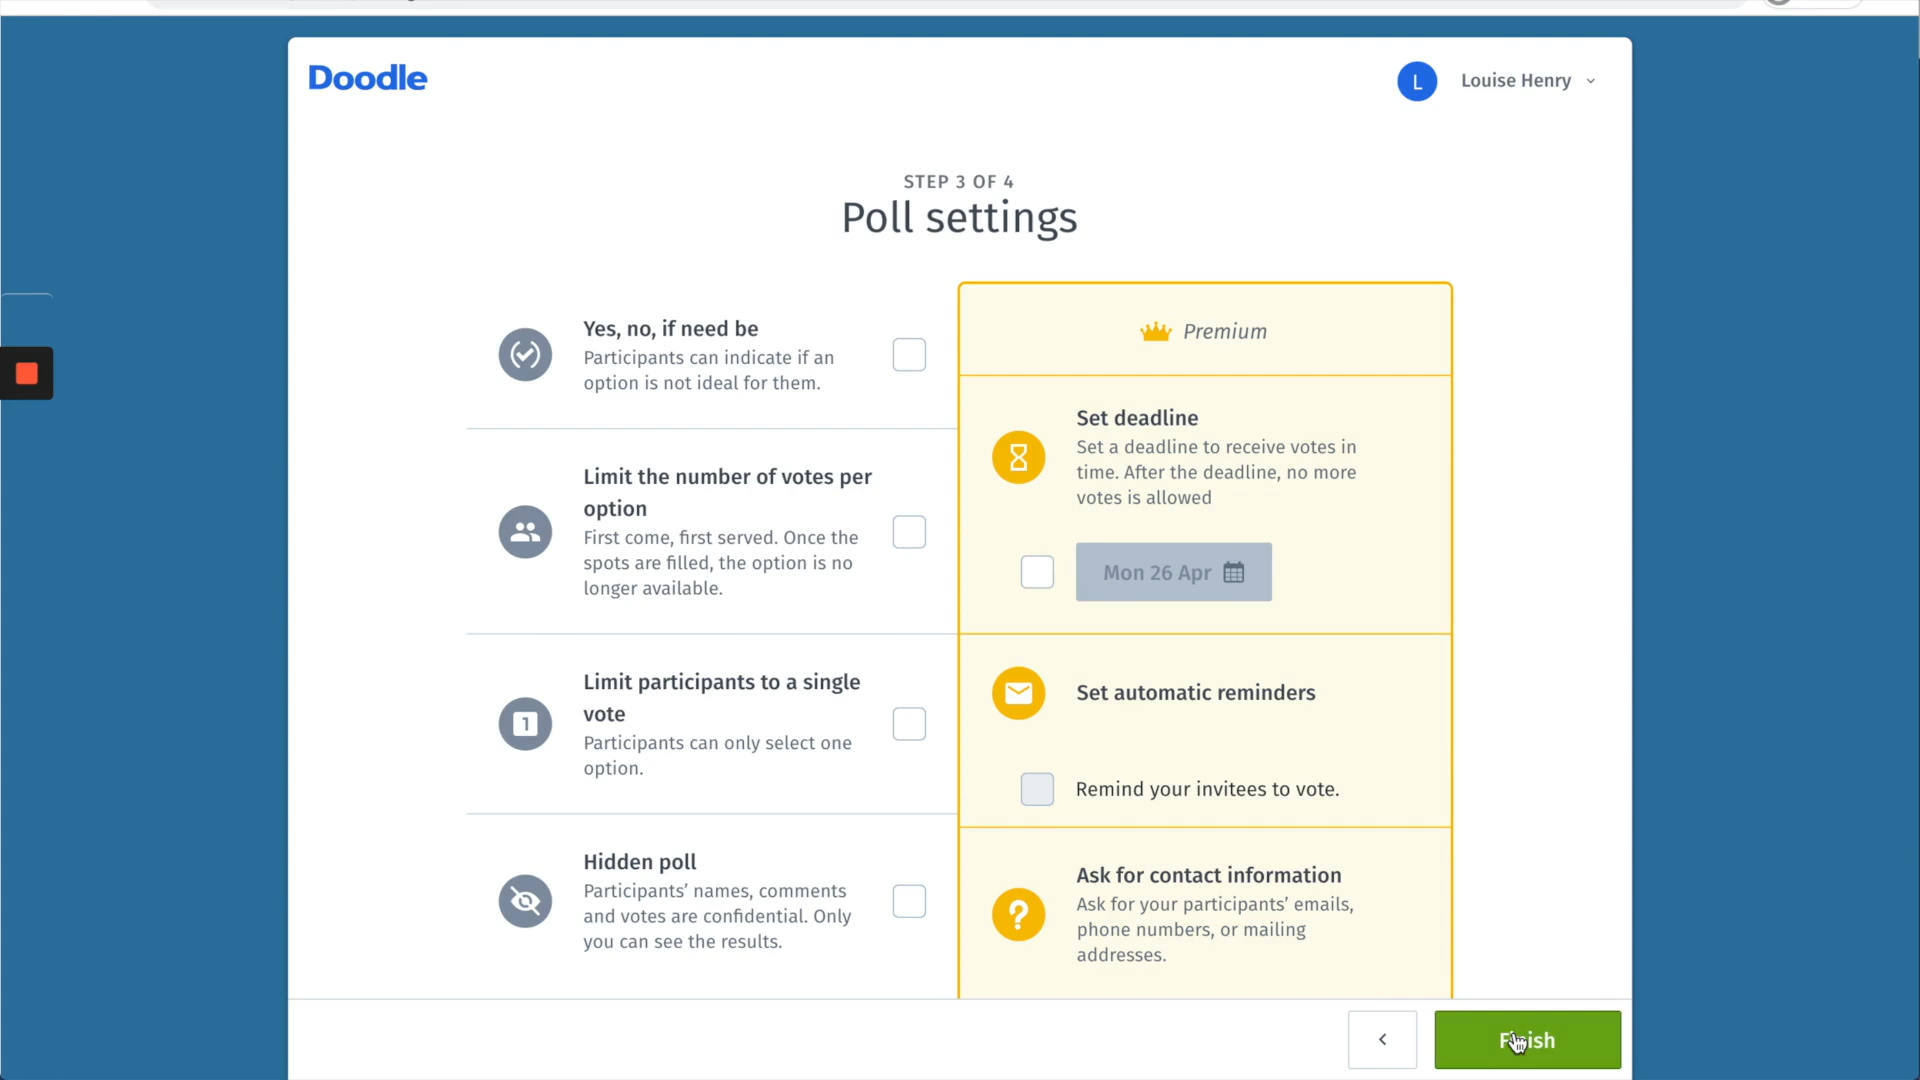 Doodle
L
Louise Henry
STEP 3 OF 4
Poll settings
Yes, no, if need be
Participants can indicate if an
option is not ideal for them.
Limit the number of votes per
option
First come, first served. Once the
spots are filled, the option is no
longer available.
1
Limit participants to a single
vote
Participants can only select one
option.
Hidden poll
Participants’ names, comments
and votes are confidential. Only
you can see the results.
Premium
Set deadline
Set a deadline to receive votes in
time. After the deadline, no more
votes is allowed
Mon 26 Apr
Set automatic reminders
Remind your invitees to vote.
?
Ask for contact information
Ask for your participants’ emails,
phone numbers, or mailing
addresses.
Finish